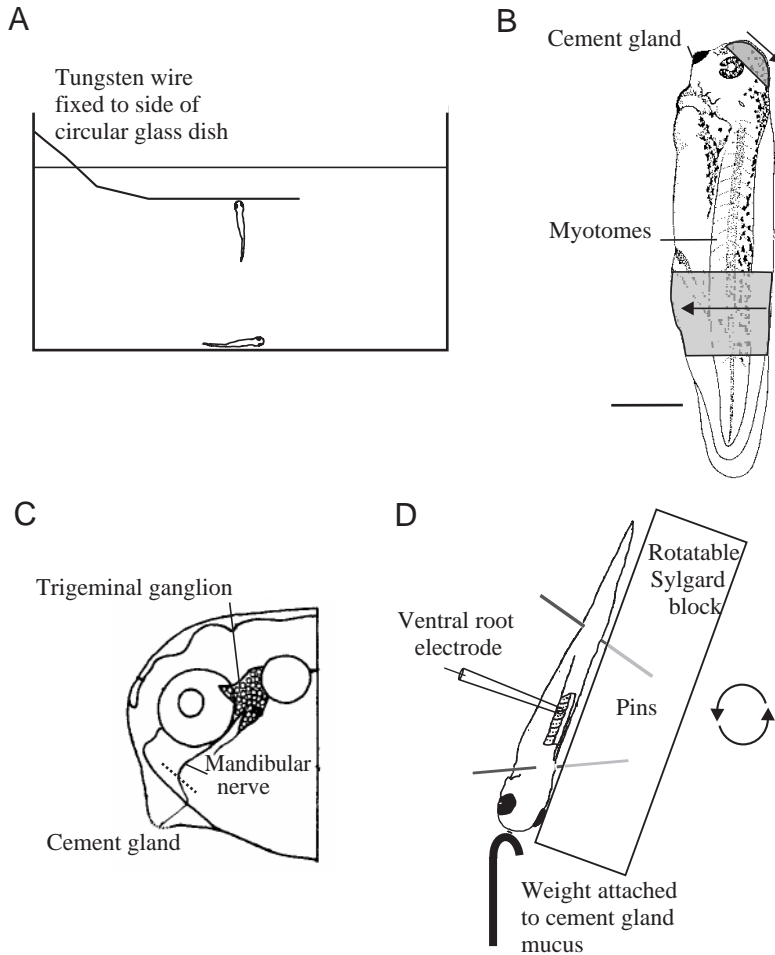 A
Tungsten wire
fixed to side of
circular glass dish
B
Cement gland
Myotomes
C
Trigeminal ganglion
Mandibular
nerve
Cement gland
D
Rotatable
Sylgard
block
Ventral root
electrode
Pins
Weight attached
to cement gland
mucus